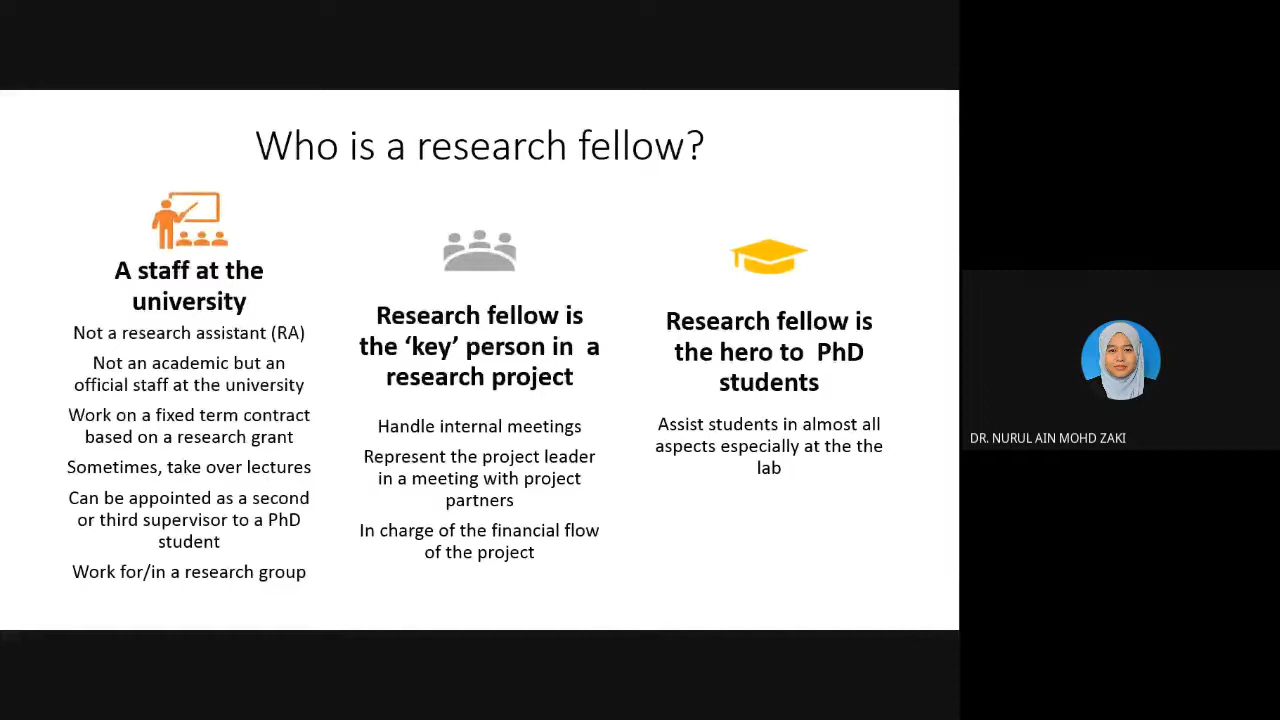 Who is a research fellow?
A staff at the
university
Not a research assistant (RA)
Not an academic but an
official staff at the university
Work on a fixed term contract
based on a research grant
Sometimes, take over lectures
Can be appointed as a second
or third supervisor to a PhD
student
Work for/in a research group
Research fellow is
the ‘key’ person in a
research project
Handle internal meetings
Represent the project leader
in a meeting with project
partners
In charge of the financial flow
of the project
Research fellow is
the hero to PhD
students
Assist students in almost all
aspects especially at the the
lab
DR. NURUL AIN MOHD ZAKI